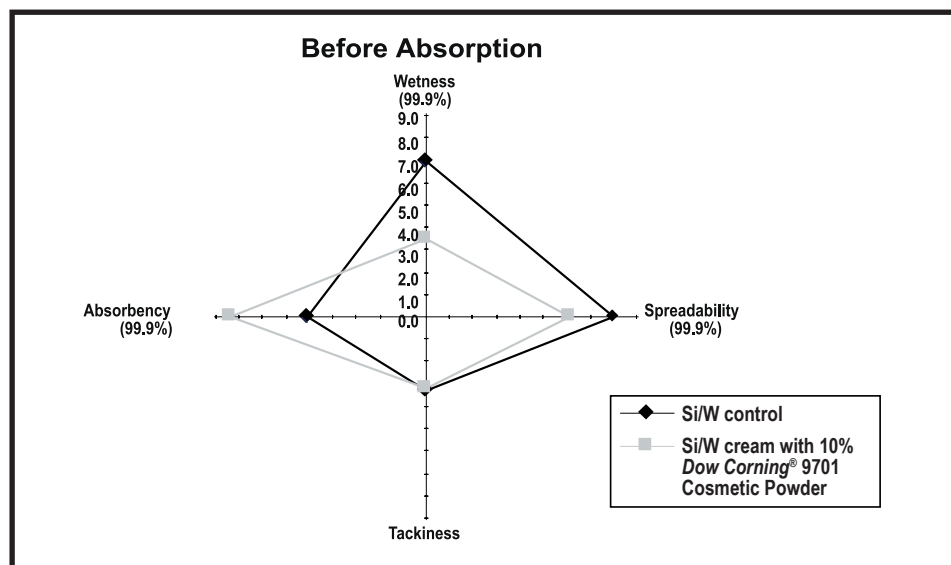 Before Absorption
Wetness
(99.9%)
9.0
8.0
7.0
6.0
5.0
4.0
3.0
2.0
1.0
0.0
Absorbency
(99.9%)
Spreadability
(99.9%)
Si/W control
Si/W cream with 10%
Dow Corning® 9701
Cosmetic Powder
Tackiness